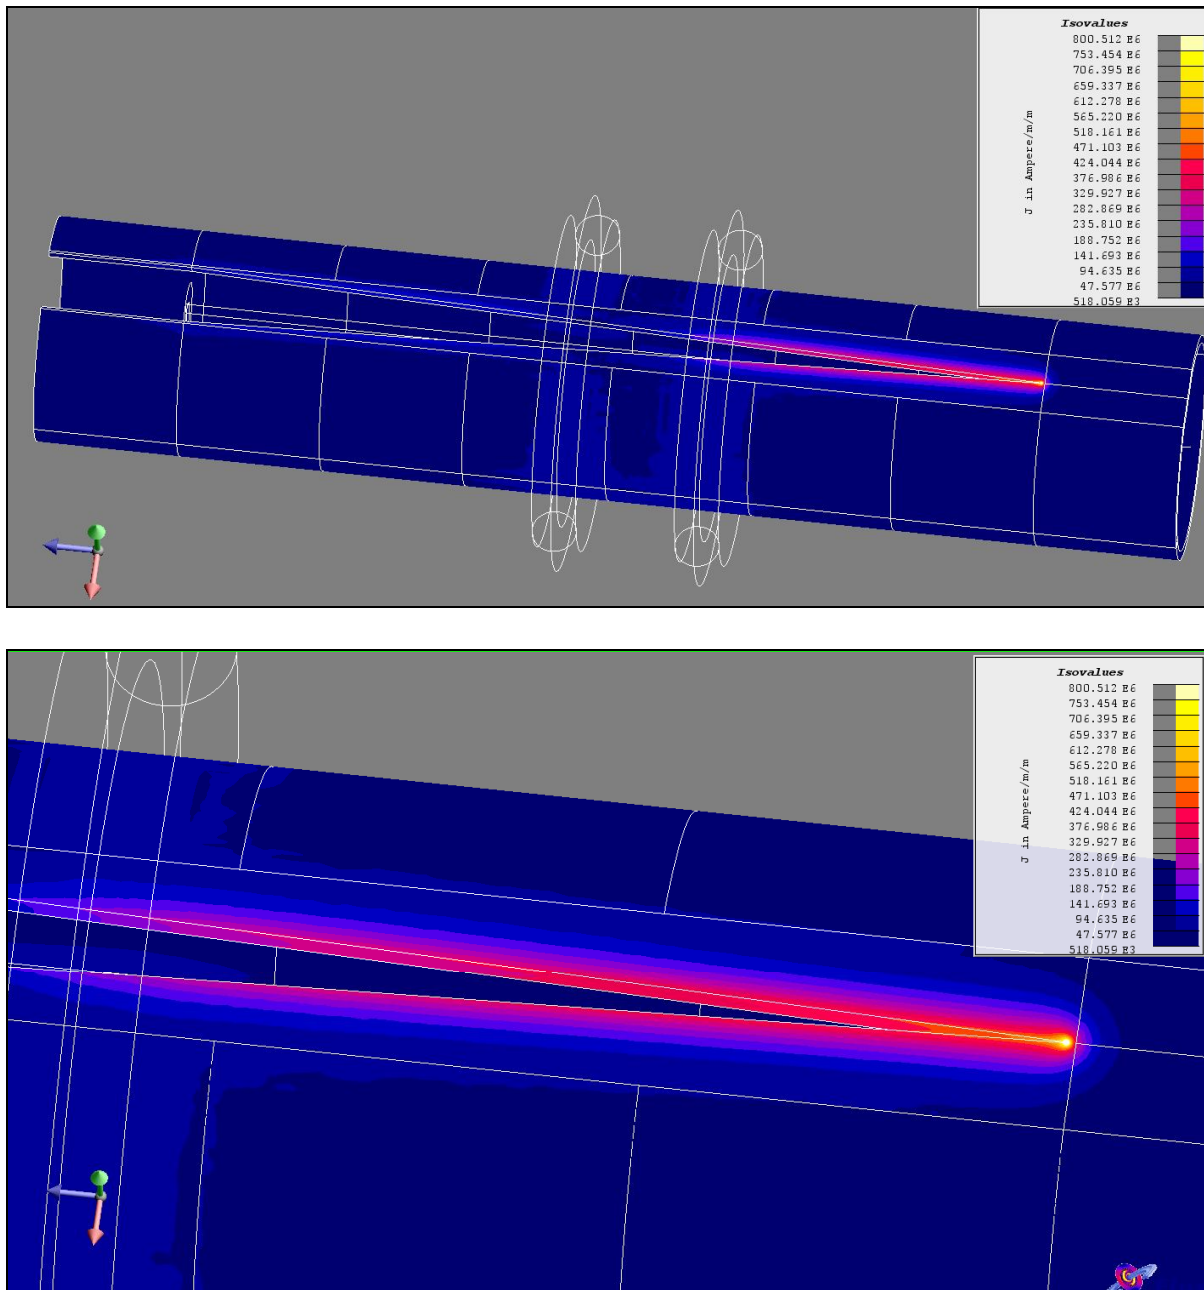 Isovalues
800.512 E6
753.454 E6
706.395 E6
659.337 E6
612.278 E6
565.220 E6
518.161 E6
471.103 E6
424.044 E6
376.986 E6
329.927 E6
282.869 E6
235.810 E6
188.752 E6
141.693 E6
94.635 E6
47.577 E6
518.059 E3
J in Ampere/m/m
Isovalues
800.512 E6
753.454 E6
706.395 E6
659.337 E6
612.278 E6
565.220 E6
518.161 E6
471.103 E6
424.044 E6
376.986 E6
329.927 E6
282.869 E6
235.810 E6
188.752 E6
141.693 E6
94.635 E6
47.577 E6
518.059 E3
J in Ampere/m/m